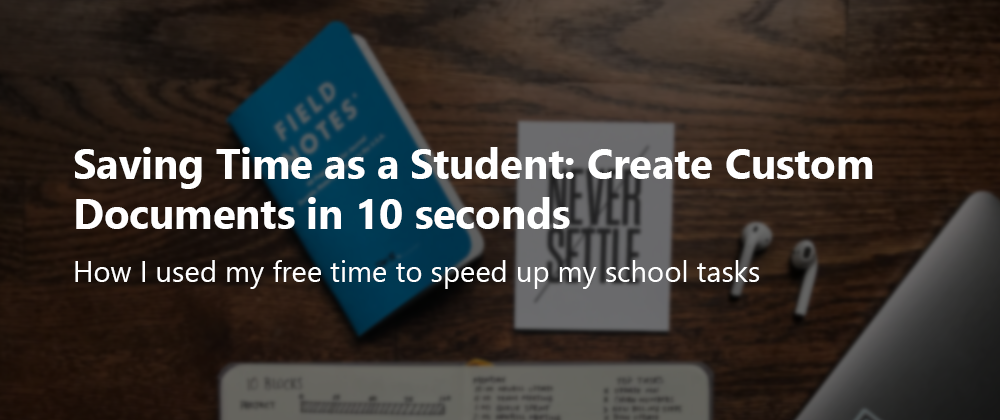 Saving Time as a Student: Create Custom
Documents in 10 seconds
How I used my free time to speed up my school tasks
FIELD
NOTES
NEVER
SETTLE